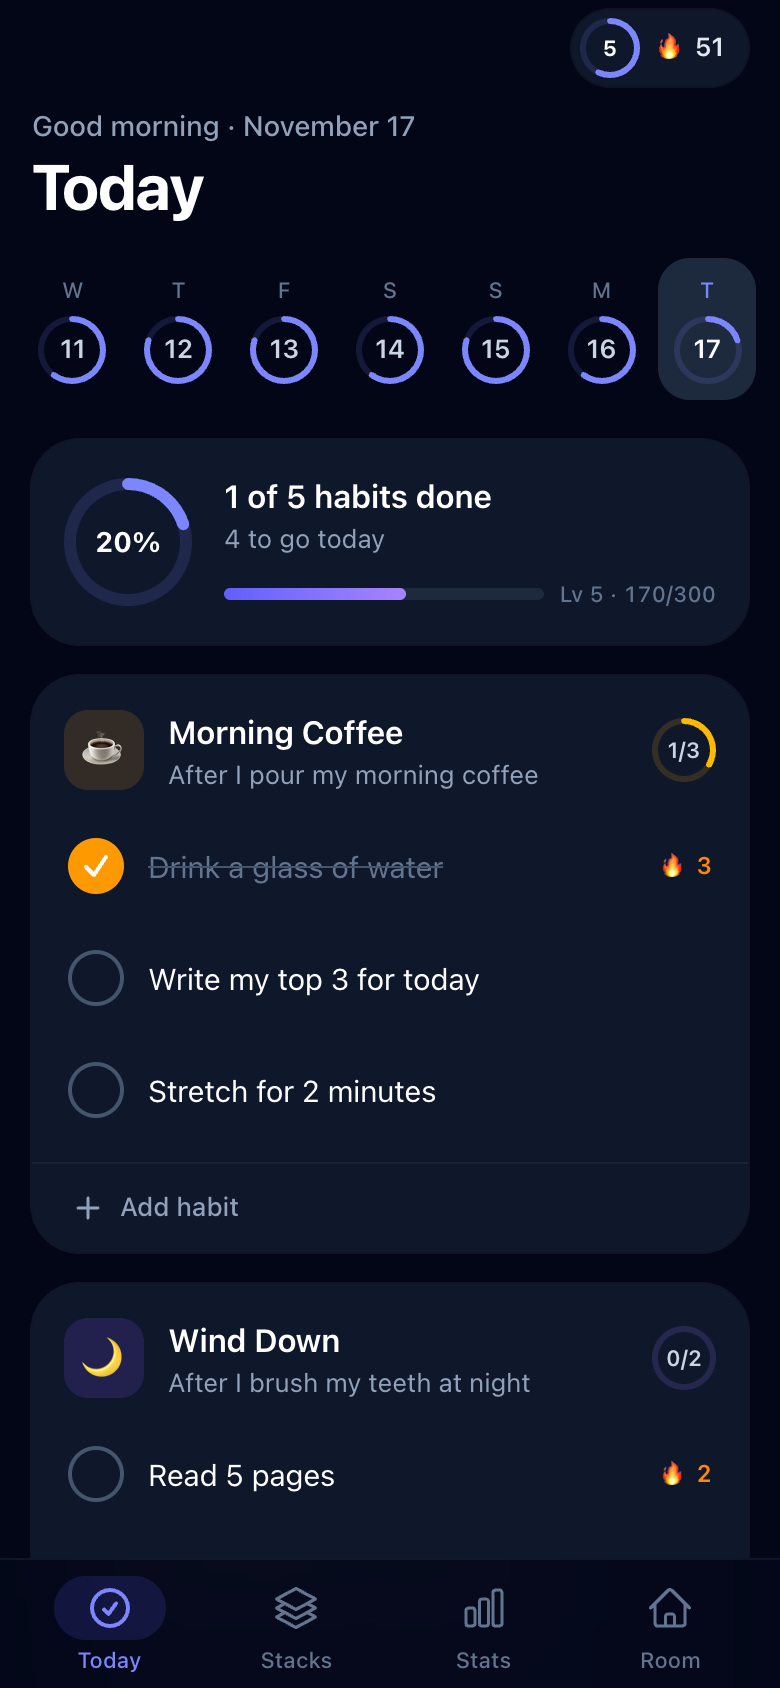 5 🔥 51
Good morning · November 17
Today
W T F S S M T
11 12 13 14 15 16 17
20%
1 of 5 habits done
4 to go today
Lv 5 · 170/300
Morning Coffee
After I pour my morning coffee
1/3
Drink a glass of water 🔥 3
Write my top 3 for today
Stretch for 2 minutes
+ Add habit
Wind Down
After I brush my teeth at night
0/2
Read 5 pages 🔥 2
Today Stacks Stats Room